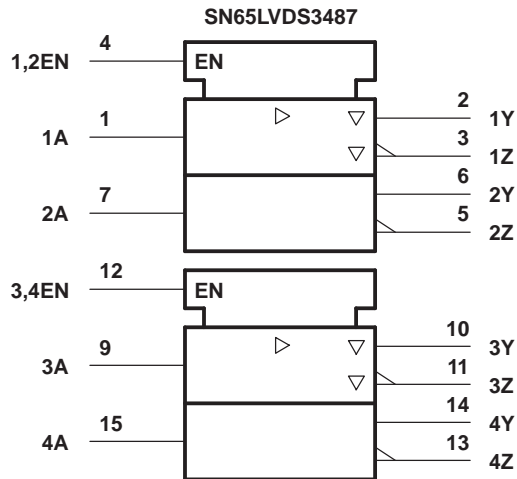 SN65LVDS3487
1,2EN 4 EN
1A 1 2 1Y
3 1Z
2A 7 6 2Y
5 2Z
3,4EN 12 EN
3A 9 10 3Y
11 3Z
4A 15 14 4Y
13 4Z